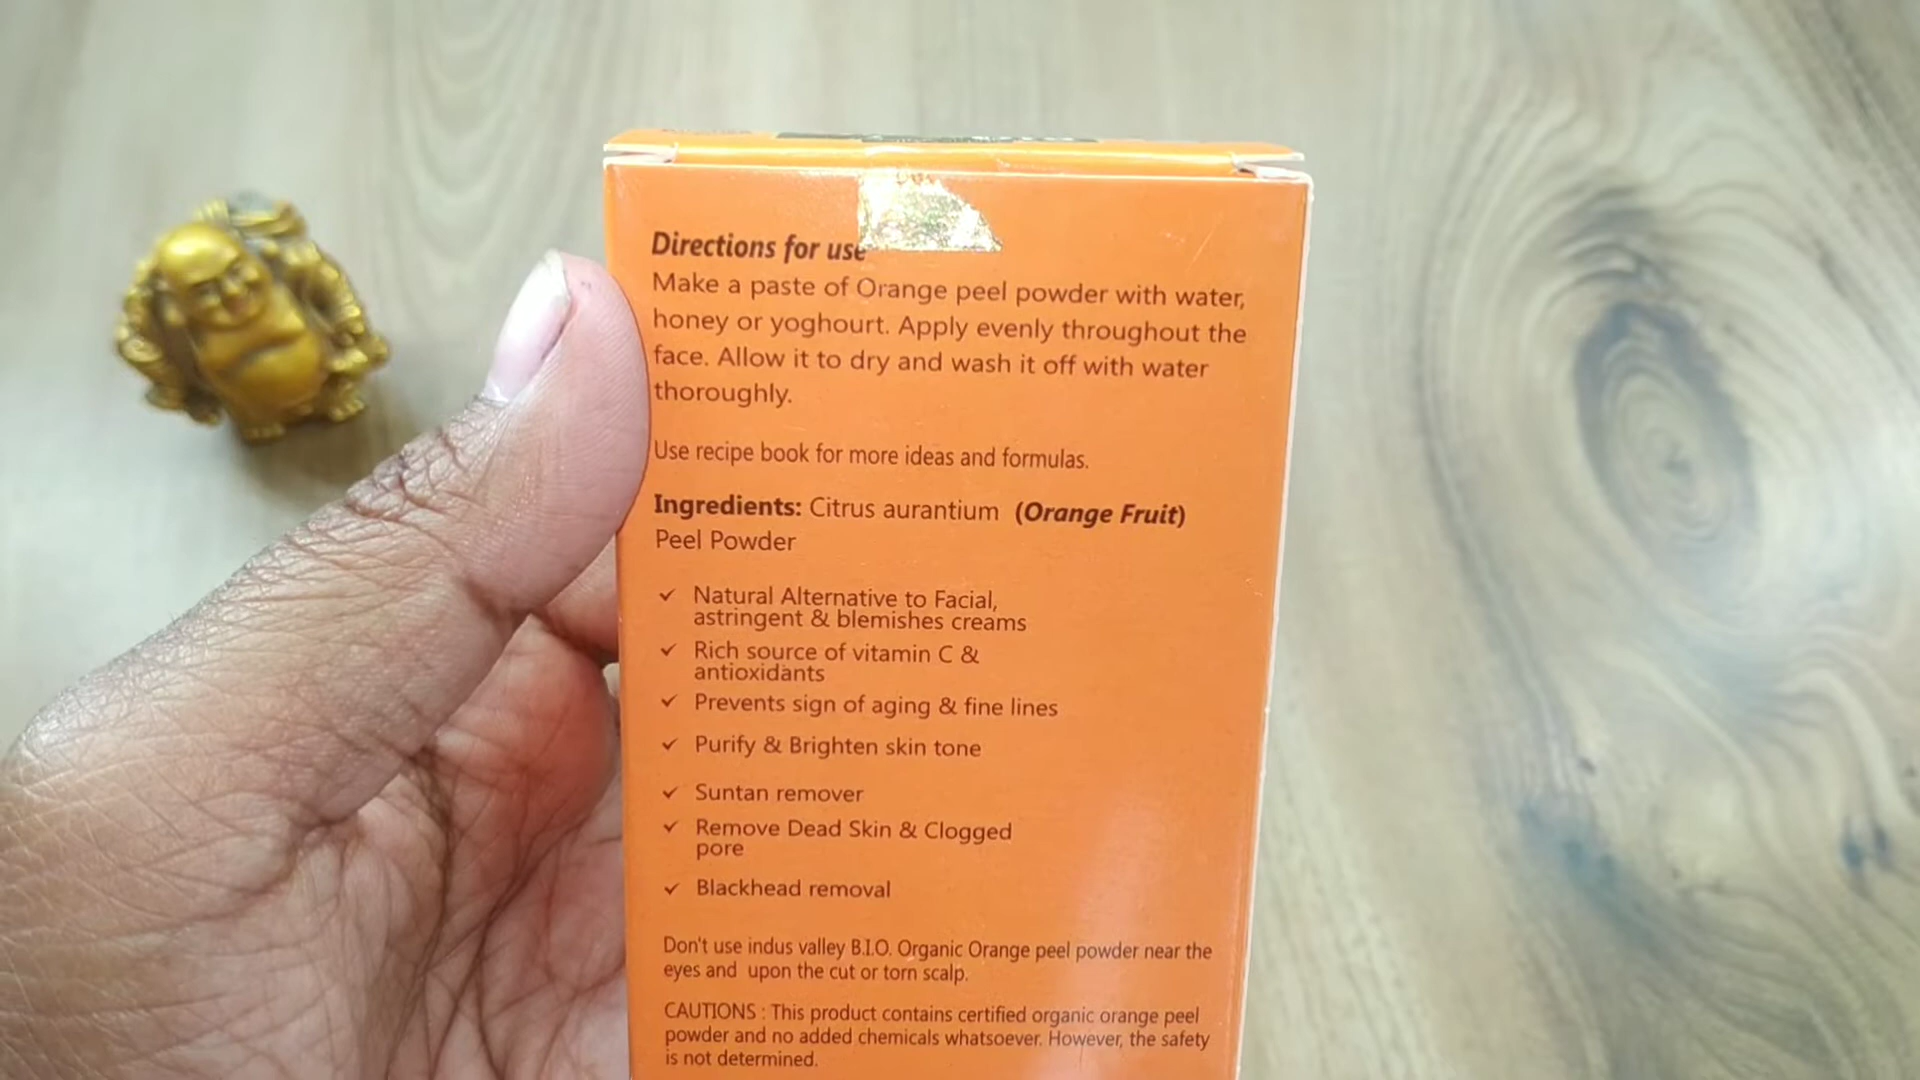 Directions for use
Make a paste of Orange peel powder with water,
honey or yoghourt. Apply evenly throughout the
face. Allow it to dry and wash it off with water
thoroughly.
Use recipe book for more ideas and formulas.
Ingredients: Citrus aurantium (Orange Fruit)
Peel Powder
✓ Natural Alternative to Facial,
astringent & blemishes creams
✓ Rich source of vitamin C &
antioxidants
✓ Prevents sign of aging & fine lines
✓ Purify & Brighten skin tone
✓ Suntan remover
✓ Remove Dead Skin & Clogged
pore
✓ Blackhead removal
Don't use indus valley B.I.O. Organic Orange peel powder near the
eyes and upon the cut or torn scalp.
CAUTIONS : This product contains certified organic orange peel
powder and no added chemicals whatsoever. However, the safety
is not determined.